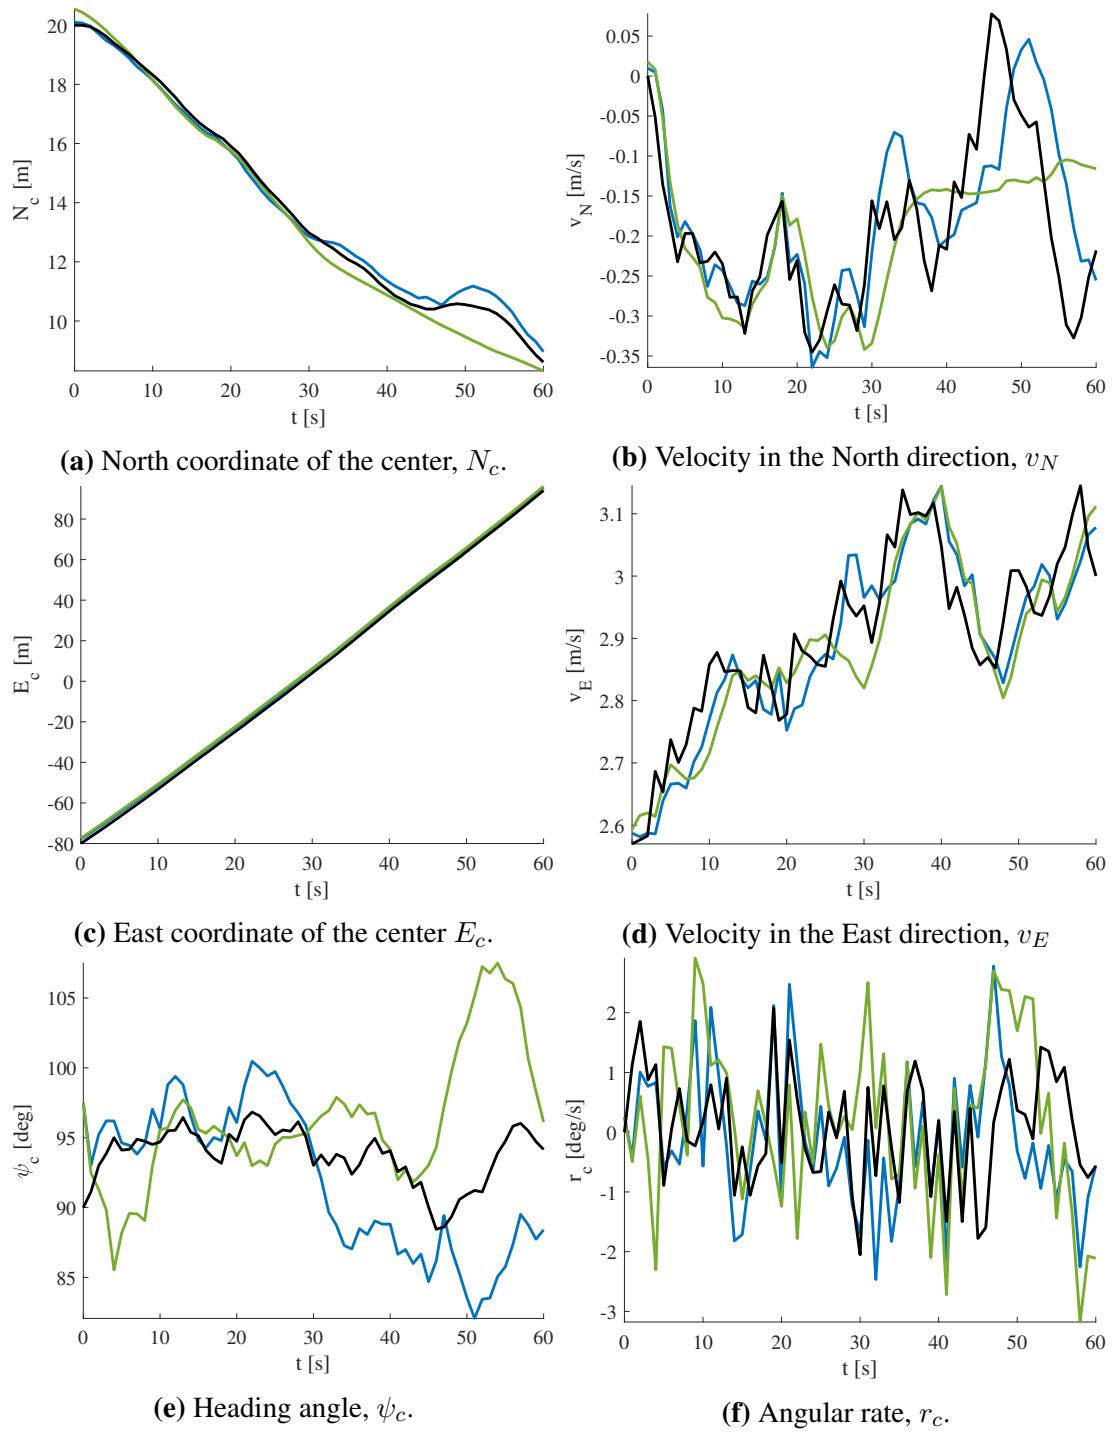 20
18
16
14
12
10
N_c [m]
0 10 20 30 40 50 60
t [s]
(a) North coordinate of the center, N_c.
0.05
0
-0.05
-0.1
-0.15
-0.2
-0.25
-0.3
-0.35
v_N [m/s]
0 10 20 30 40 50 60
t [s]
(b) Velocity in the North direction, v_N
80
60
40
20
0
-20
-40
-60
-80
E_c [m]
0 10 20 30 40 50 60
t [s]
(c) East coordinate of the center E_c.
3.1
3
2.9
2.8
2.7
2.6
v_E [m/s]
0 10 20 30 40 50 60
t [s]
(d) Velocity in the East direction, v_E
105
100
95
90
85
ψ_c [deg]
0 10 20 30 40 50 60
t [s]
(e) Heading angle, ψ_c.
2
1
0
-1
-2
-3
r_c [deg/s]
0 10 20 30 40 50 60
t [s]
(f) Angular rate, r_c.